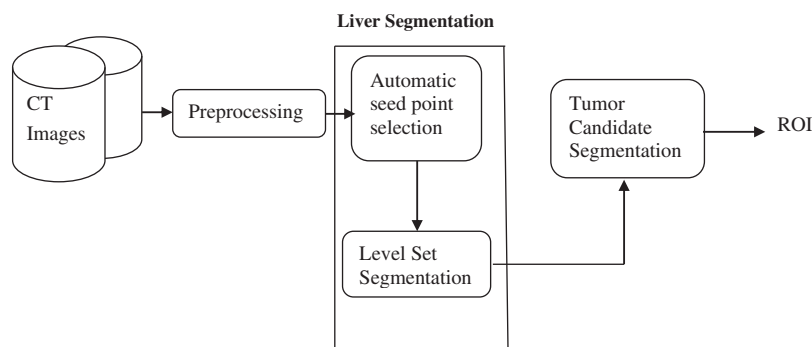 Liver Segmentation
CT
Images
Preprocessing
Automatic
seed point
selection
Level Set
Segmentation
Tumor
Candidate
Segmentation
ROI